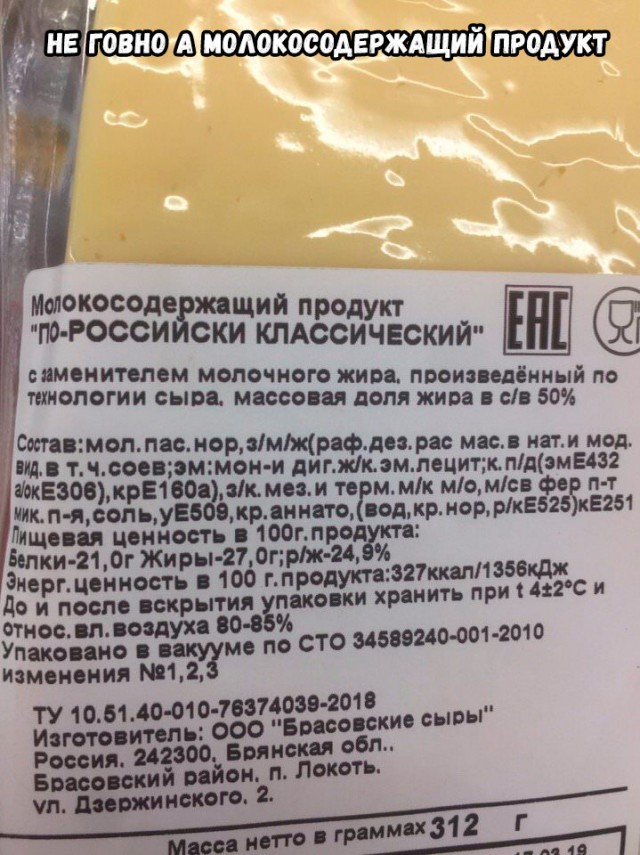 НЕ ГОВНО А МОЛОКОСОДЕРЖАЩИЙ ПРОДУКТ
Молокосодержащий продукт
"ПО-РОССИЙСКИ КЛАССИЧЕСКИЙ"
ЕАС
с заменителем молочного жира, произведённый по
технологии сыра, массовая доля жира в с/в 50%
Состав:мол.пас.нор,з/м/ж(раф.дез.рас мас.в нат.и мод.
вид.в т.ч.соев;эм:мон-и диг.ж/к.эм.лецит;к.п/д(эмЕ432
а/окЕ306),крЕ160а),з/к.мез.и терм.м/к м/о,м/св фер п-т
мик.п-я,соль,уЕ509,кр.аннато,(вод,кр.нор,р/кЕ525)кЕ251
Пищевая ценность в 100г.продукта:
Белки-21,0г Жиры-27,0г;р/ж-24,9%
Энерг.ценность в 100 г.продукта:327ккал/1356кДж
До и после вскрытия упаковки хранить при t 4±2°С и
относ.вл.воздуха 80-85%
Упаковано в вакууме по СТО 34589240-001-2010
изменения №1,2,3
ТУ 10.51.40-010-76374039-2018
Изготовитель: ООО "Брасовские сыры"
Россия, 242300, Брянская обл..
Брасовский район, п. Локоть,
ул. Дзержинского, 2.
Масса нетто в граммах 312 г